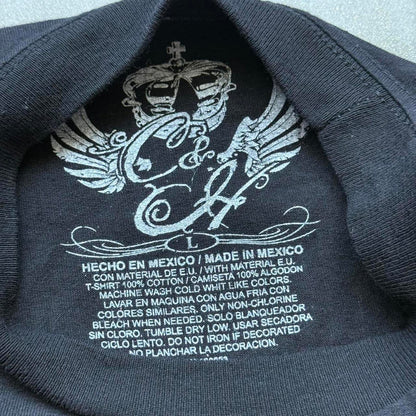 C&H
L
HECHO EN MEXICO / MADE IN MEXICO
CON MATERIAL DE E.U. / WITH MATERIAL E.U.
T-SHIRT 100% COTTON / CAMISETA 100% ALGODON
MACHINE WASH COLD WHIT LIKE COLORS.
LAVAR EN MAQUINA CON AGUA FRIA CON
COLORES SIMILARES. ONLY NON-CHLORINE
BLEACH WHEN NEEDED. SOLO BLANQUEADOR
SIN CLORO. TUMBLE DRY LOW. USAR SECADORA
CICLO LENTO. DO NOT IRON IF DECORATED
NO PLANCHAR LA DECORACION.